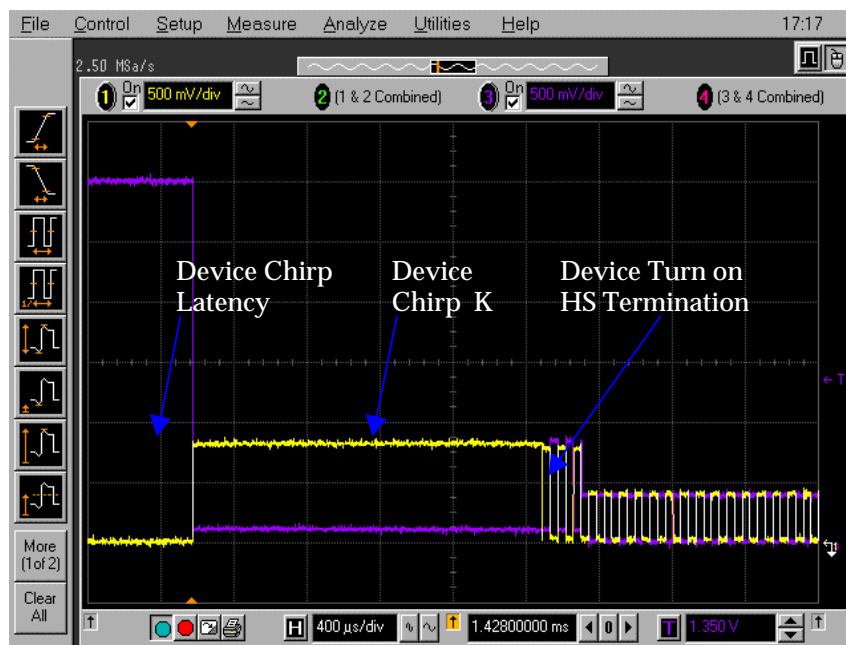 File Control Setup Measure Analyze Utilities Help 17:17
2.50 MSa/s
1 On 500 mV/div 2 (1 & 2 Combined) 3 On 500 mV/div 4 (3 & 4 Combined)
Device Chirp
Latency
Device
Chirp K
Device Turn on
HS Termination
T
More
(1of 2)
Clear
All
H 400 µs/div T 1.42800000 ms 0 T 1.350 V